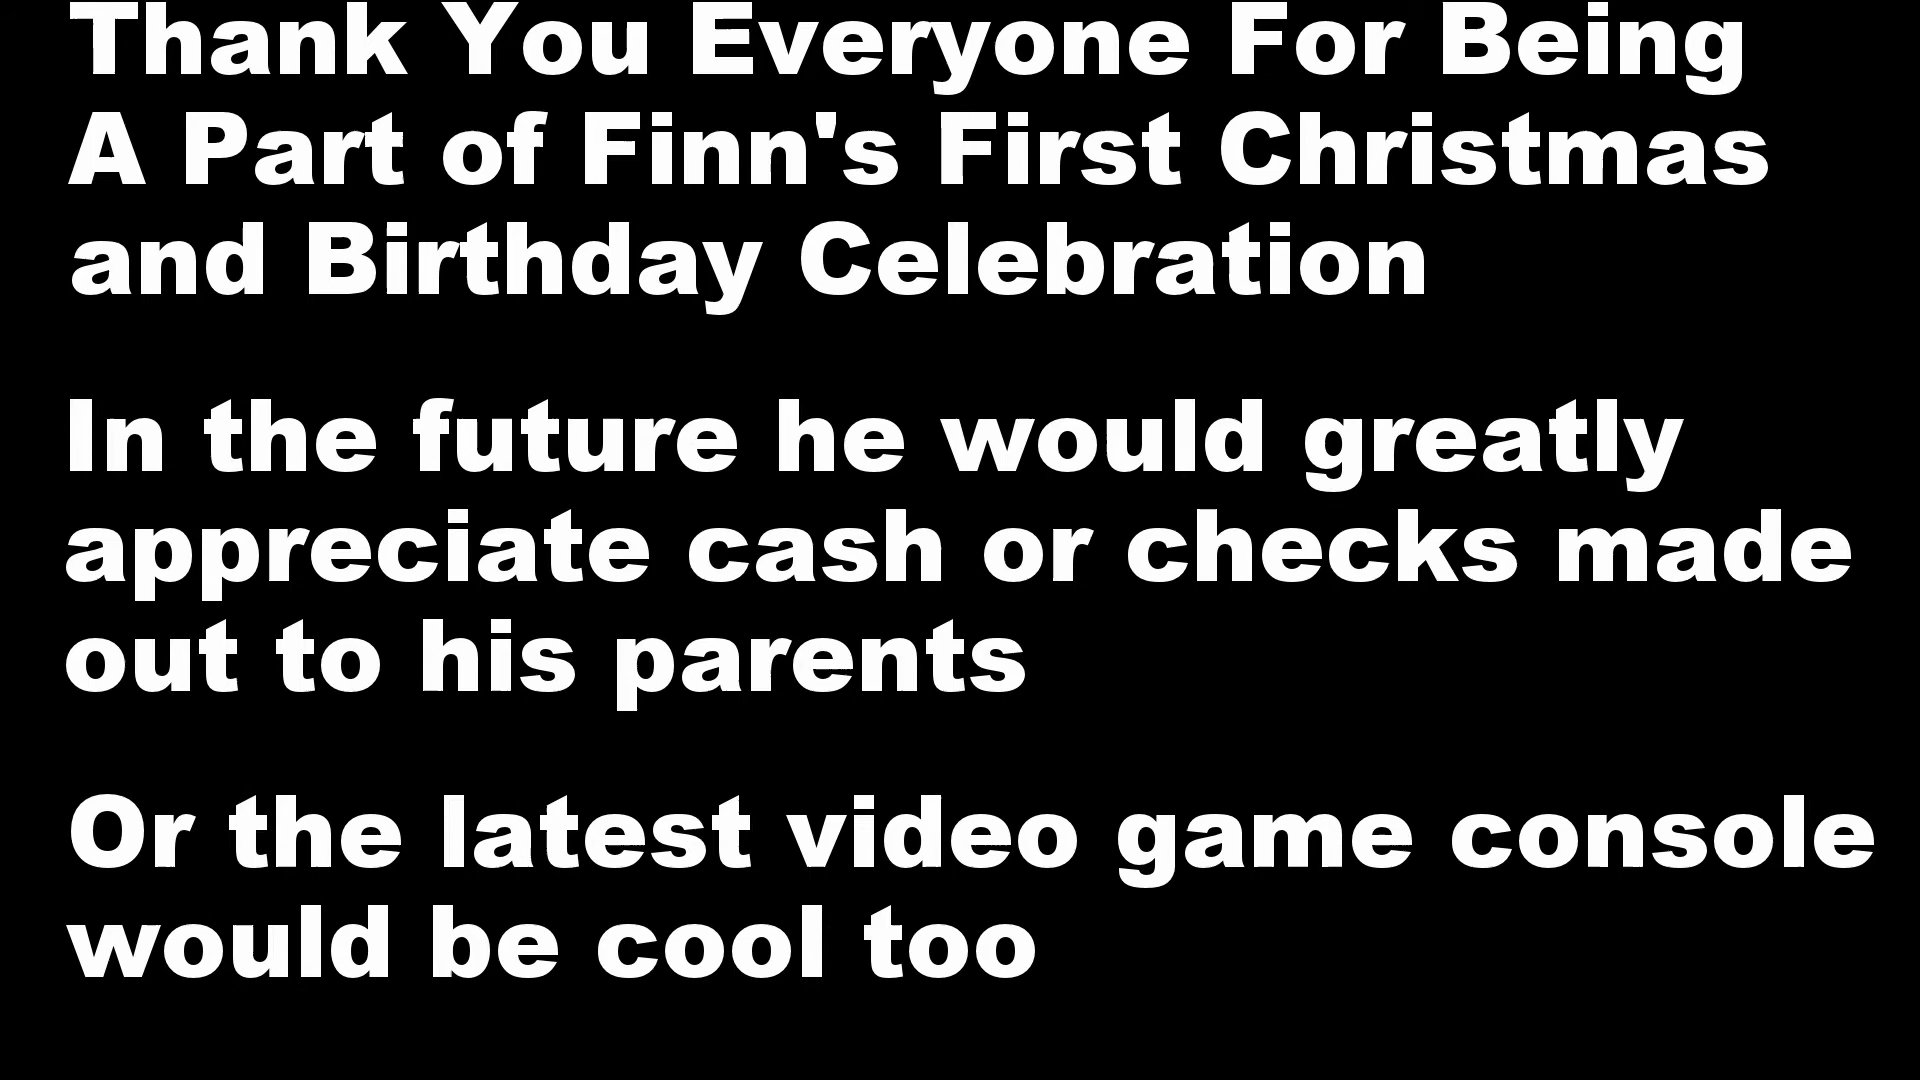 Thank You Everyone For Being
A Part of Finn's First Christmas
and Birthday Celebration
In the future he would greatly
appreciate cash or checks made
out to his parents
Or the latest video game console
would be cool too